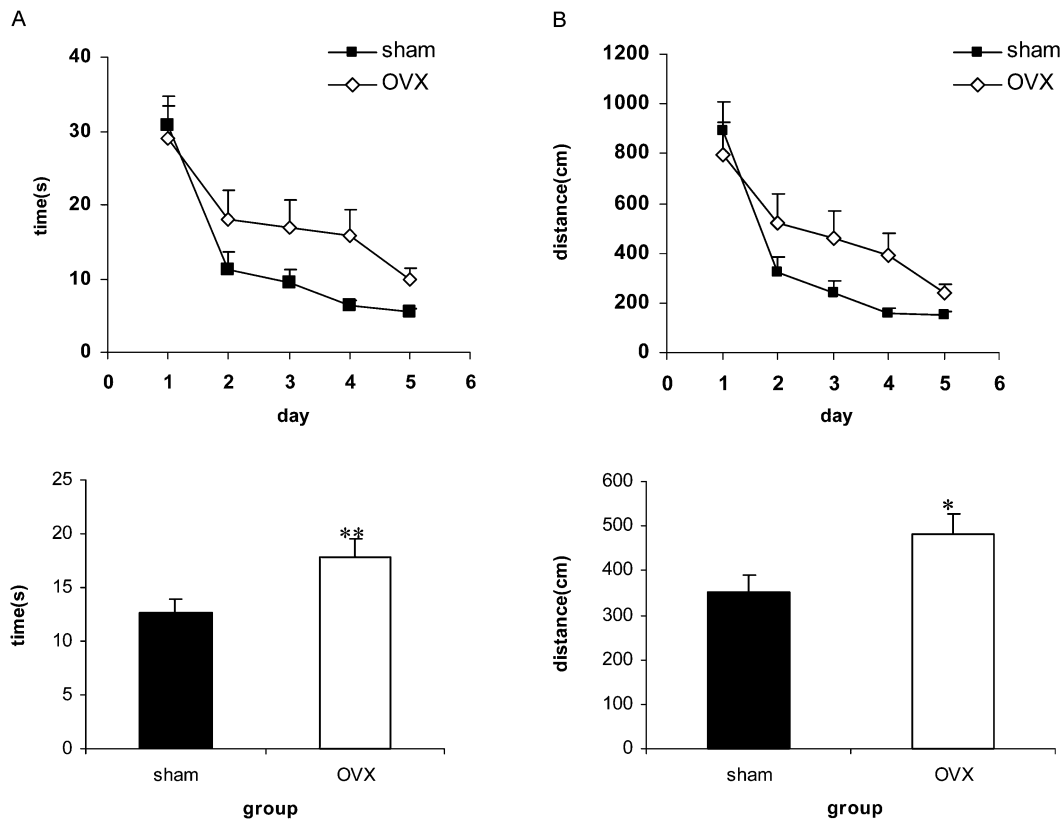 A
40
30
20
10
0
time(s)
0 1 2 3 4 5 6
day
sham
OVX
B
1200
1000
800
600
400
200
0
distance(cm)
0 1 2 3 4 5 6
day
sham
OVX
25
20
15
10
5
0
time(s)
**
sham OVX
group
600
500
400
300
200
100
0
distance(cm)
*
sham OVX
group